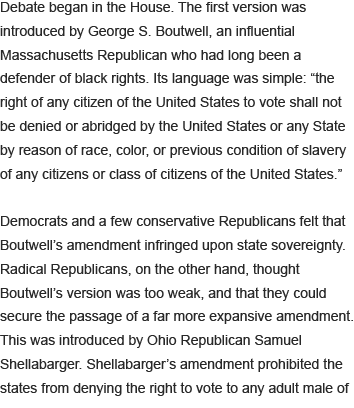 Debate began in the House. The first version was
introduced by George S. Boutwell, an influential
Massachusetts Republican who had long been a
defender of black rights. Its language was simple: “the
right of any citizen of the United States to vote shall not
be denied or abridged by the United States or any State
by reason of race, color, or previous condition of slavery
of any citizens or class of citizens of the United States.”
Democrats and a few conservative Republicans felt that
Boutwell’s amendment infringed upon state sovereignty.
Radical Republicans, on the other hand, thought
Boutwell’s version was too weak, and that they could
secure the passage of a far more expansive amendment.
This was introduced by Ohio Republican Samuel
Shellabarger. Shellabarger’s amendment prohibited the
states from denying the right to vote to any adult male of